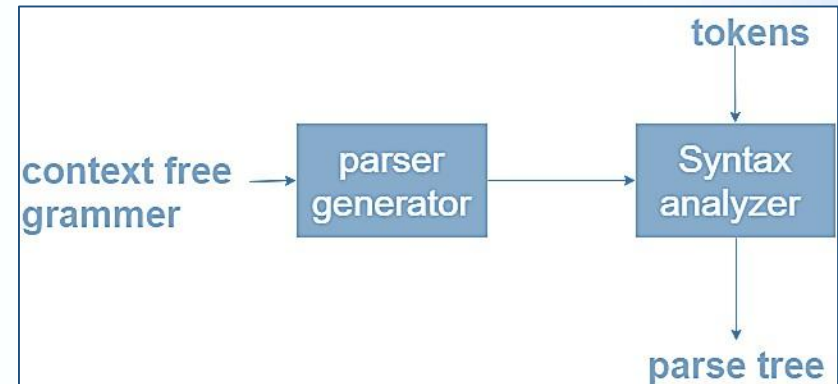 tokens
context free
grammer
parser
generator
Syntax
analyzer
parse tree